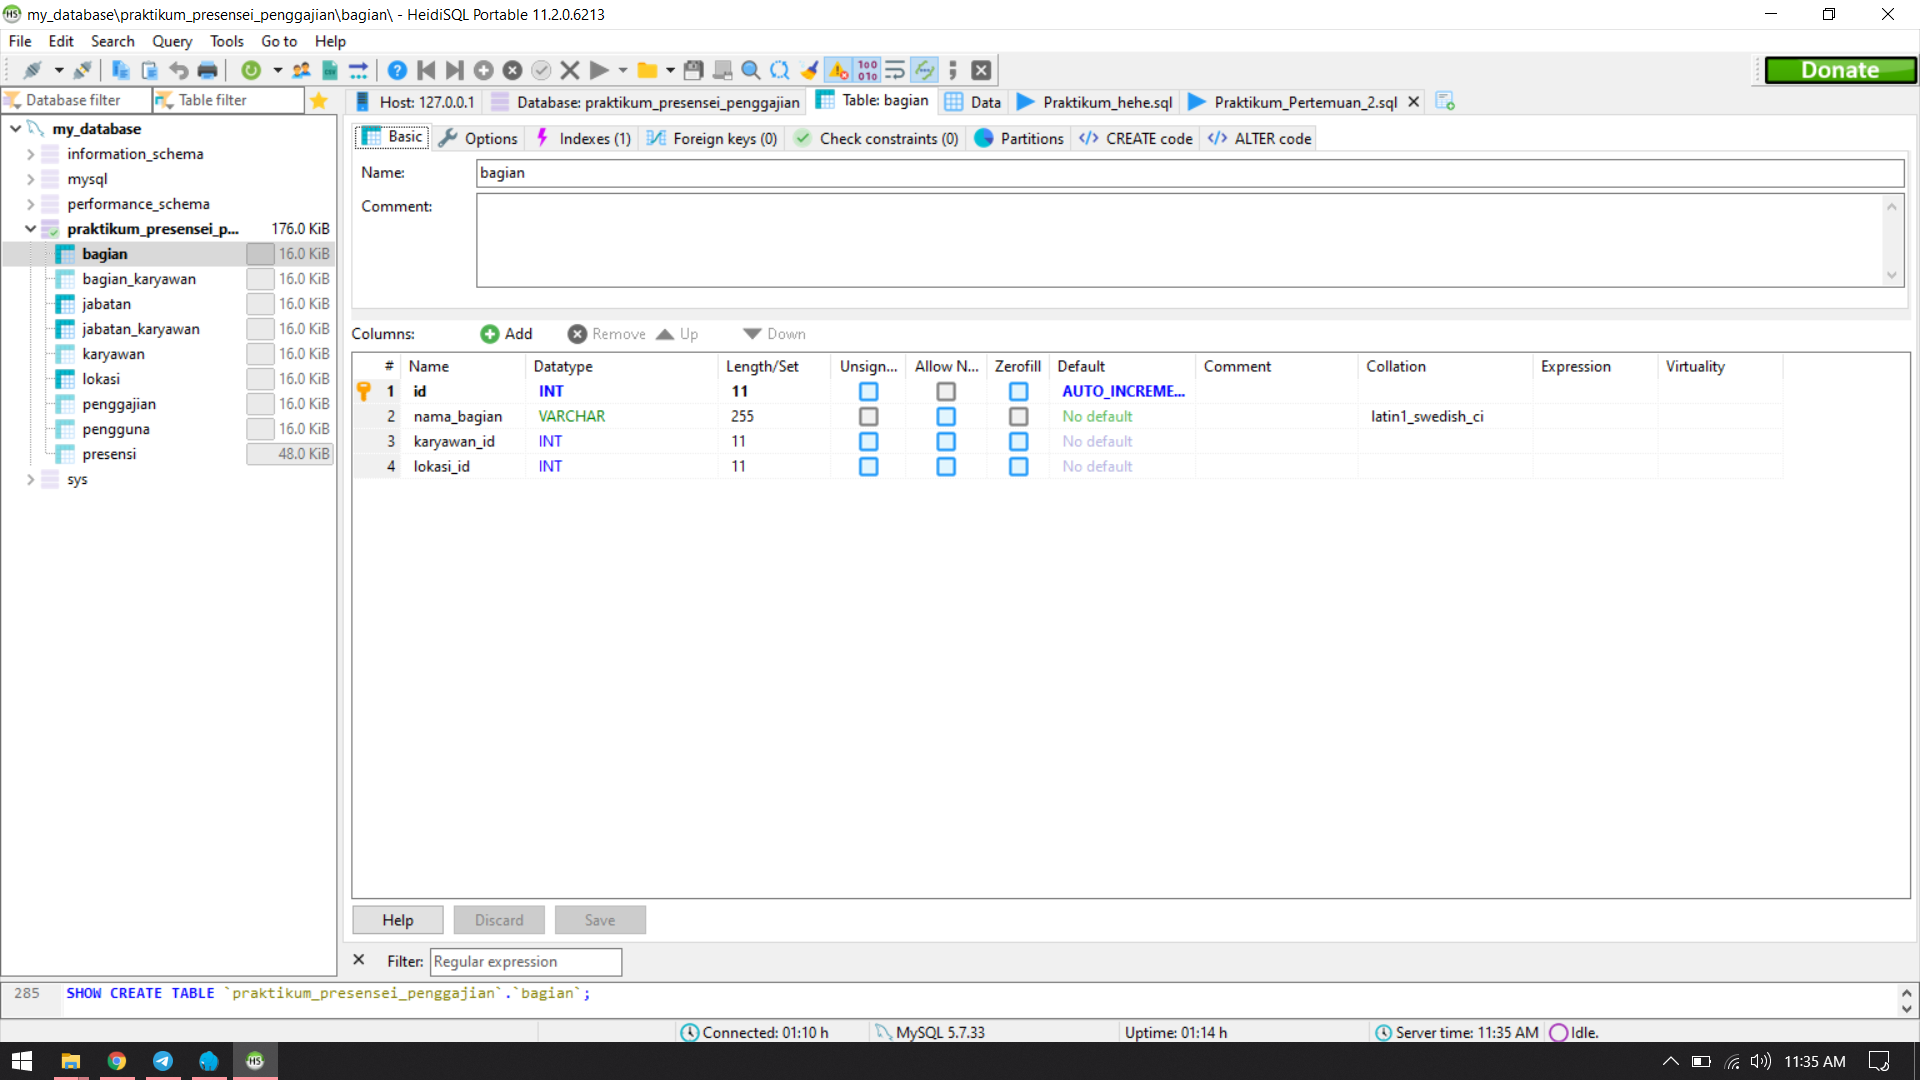 my_database\praktikum_presensei_penggajian\bagian\ - HeidiSQL Portable 11.2.0.6213
File Edit Search Query Tools Go to Help
Donate
Database filter Table filter
Host: 127.0.0.1 Database: praktikum_presensei_penggajian Table: bagian Data Praktikum_hehe.sql Praktikum_Pertemuan_2.sql
my_database
information_schema
mysql
performance_schema
praktikum_presensei_p... 176.0 KiB
bagian 16.0 KiB
bagian_karyawan 16.0 KiB
jabatan 16.0 KiB
jabatan_karyawan 16.0 KiB
karyawan 16.0 KiB
lokasi 16.0 KiB
penggajian 16.0 KiB
pengguna 16.0 KiB
presensi 48.0 KiB
sys
Basic Options Indexes (1) Foreign keys (0) Check constraints (0) Partitions CREATE code ALTER code
Name: bagian
Comment:
Columns: Add Remove Up Down
# Name Datatype Length/Set Unsign... Allow N... Zerofill Default Comment Collation Expression Virtuality
1 id INT 11 AUTO_INCREME...
2 nama_bagian VARCHAR 255 No default latin1_swedish_ci
3 karyawan_id INT 11 No default
4 lokasi_id INT 11 No default
Help Discard Save
Filter: Regular expression
285 SHOW CREATE TABLE `praktikum_presensei_penggajian`.`bagian`;
Connected: 01:10 h MySQL 5.7.33 Uptime: 01:14 h Server time: 11:35 AM Idle.
11:35 AM